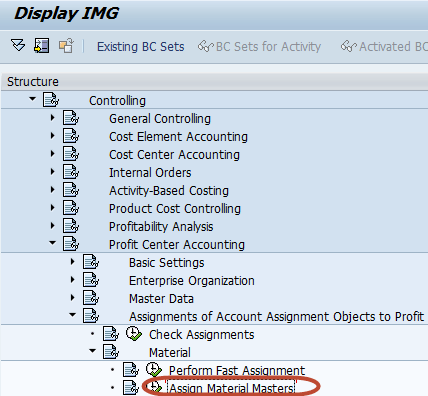 Display IMG
Existing BC Sets BC Sets for Activity Activated BC
Structure
Controlling
General Controlling
Cost Element Accounting
Cost Center Accounting
Internal Orders
Activity-Based Costing
Product Cost Controlling
Profitability Analysis
Profit Center Accounting
Basic Settings
Enterprise Organization
Master Data
Assignments of Account Assignment Objects to Profit
Check Assignments
Material
Perform Fast Assignment
Assign Material Masters